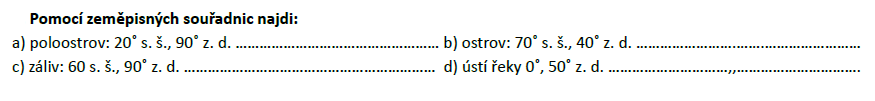 Pomocí zeměpisných souřadnic najdi:
a) poloostrov: 20˚ s. š., 90˚ z. d. …………………………………………… b) ostrov: 70˚ s. š., 40˚ z. d. …………………………………………………
c) záliv: 60 s. š., 90˚ z. d. ……………………………………………………… d) ústí řeky 0˚, 50˚ z. d. …………………………,,………………………….